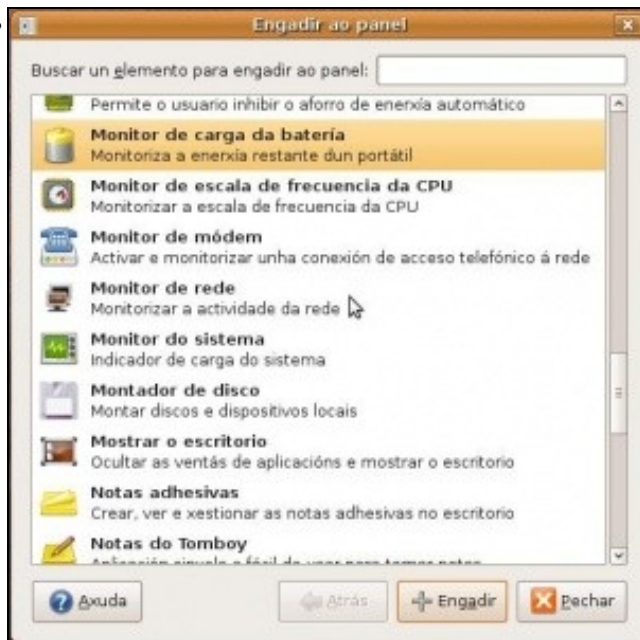 Engadir ao panel
Buscar un elemento para engadir ao panel:
Permite o usuario inhibir o aforro de enerxía automático
Monitor de carga da batería
Monitoriza a enerxía restante dun portátil
Monitor de escala de frecuencia da CPU
Monitorizar a escala de frecuencia da CPU
Monitor de módem
Activar e monitorizar unha conexión de acceso telefónico á rede
Monitor de rede
Monitorizar a actividade da rede
Monitor do sistema
Indicador de carga do sistema
Montador de disco
Montar discos e dispositivos locais
Mostrar o escritorio
Ocultar as ventás de aplicacións e mostrar o escritorio
Notas adhesivas
Crear, ver e xestionar as notas adhesivas no escritorio
Notas do Tomboy
Axuda
Atrás
Engadir
Pechar